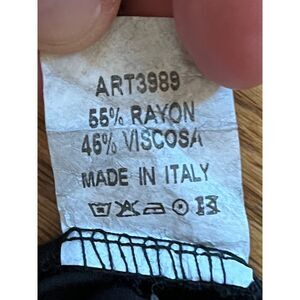 ART3989
55% RAYON
45% VISCOSA
MADE IN ITALY